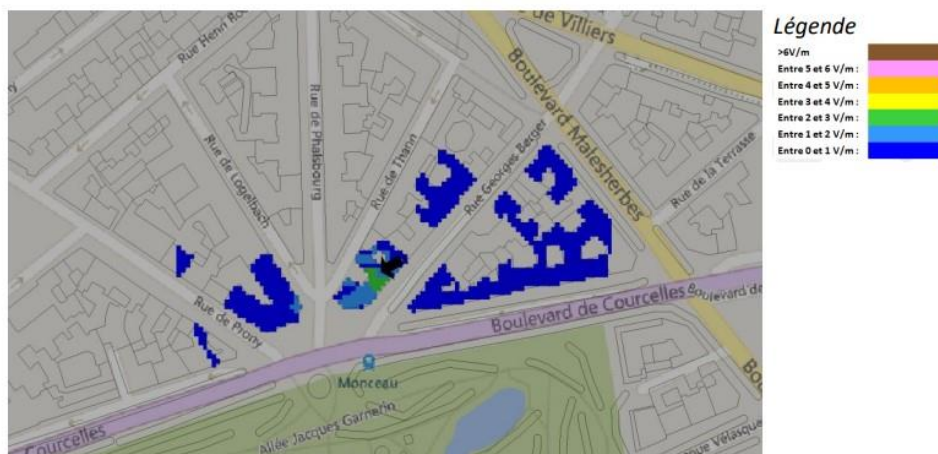 Légende
>6V/m
Entre 5 et 6 V/m :
Entre 4 et 5 V/m :
Entre 3 et 4 V/m :
Entre 2 et 3 V/m :
Entre 1 et 2 V/m :
Entre 0 et 1 V/m :
de Villiers
Rue Henri Ro
Boulevard Malesherbes
Rue de Phalsbourg
Rue de Thann
Rue Georges Berger
Rue de la Terrasse
Rue de Logelbach
Rue de Prony
Boulevard de Courcelles
Boulevard de
Monceau
Allée Jacques Garnerin
Courcelles
que Vélasque